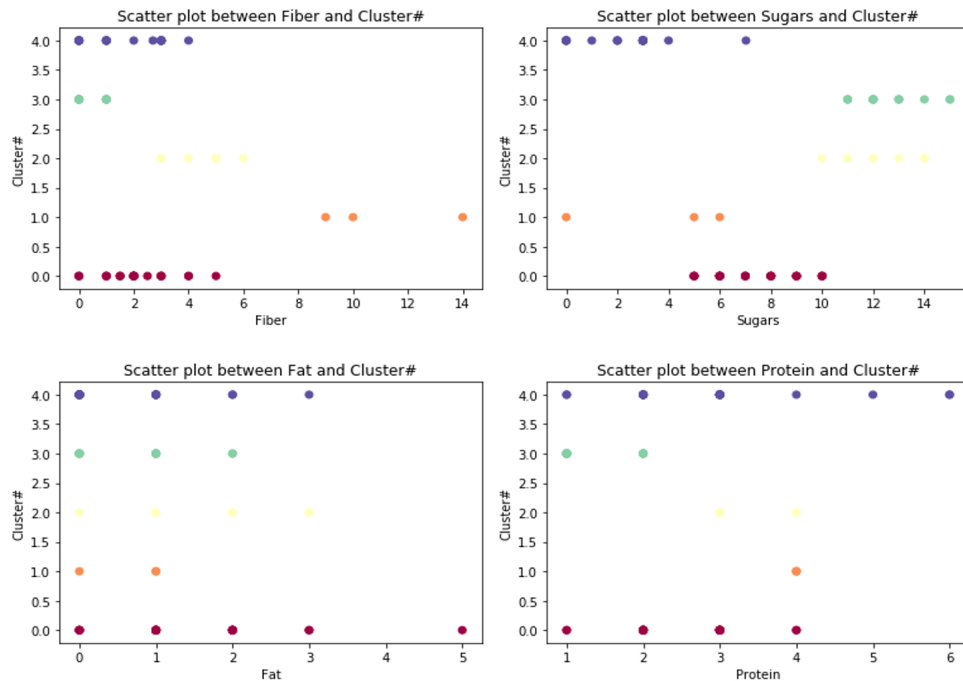 Scatter plot between Fiber and Cluster#
4.0
3.5
3.0
2.5
2.0
1.5
1.0
0.5
0.0
Cluster#
0 2 4 6 8 10 12 14
Fiber
Scatter plot between Sugars and Cluster#
4.0
3.5
3.0
2.5
2.0
1.5
1.0
0.5
0.0
Cluster#
0 2 4 6 8 10 12 14
Sugars
Scatter plot between Fat and Cluster#
4.0
3.5
3.0
2.5
2.0
1.5
1.0
0.5
0.0
Cluster#
0 1 2 3 4 5
Fat
Scatter plot between Protein and Cluster#
4.0
3.5
3.0
2.5
2.0
1.5
1.0
0.5
0.0
Cluster#
1 2 3 4 5 6
Protein